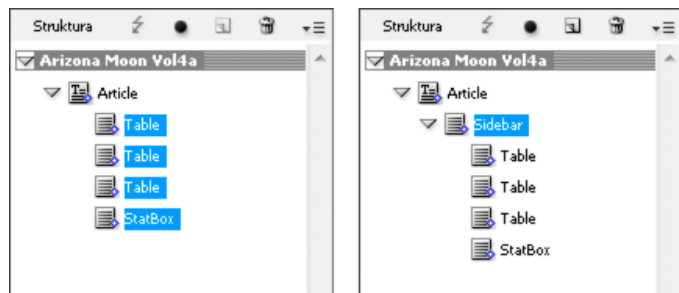 Struktura
Arizona Moon Vol4a
Article
Table
Table
Table
StatBox
Struktura
Arizona Moon Vol4a
Article
Sidebar
Table
Table
Table
StatBox